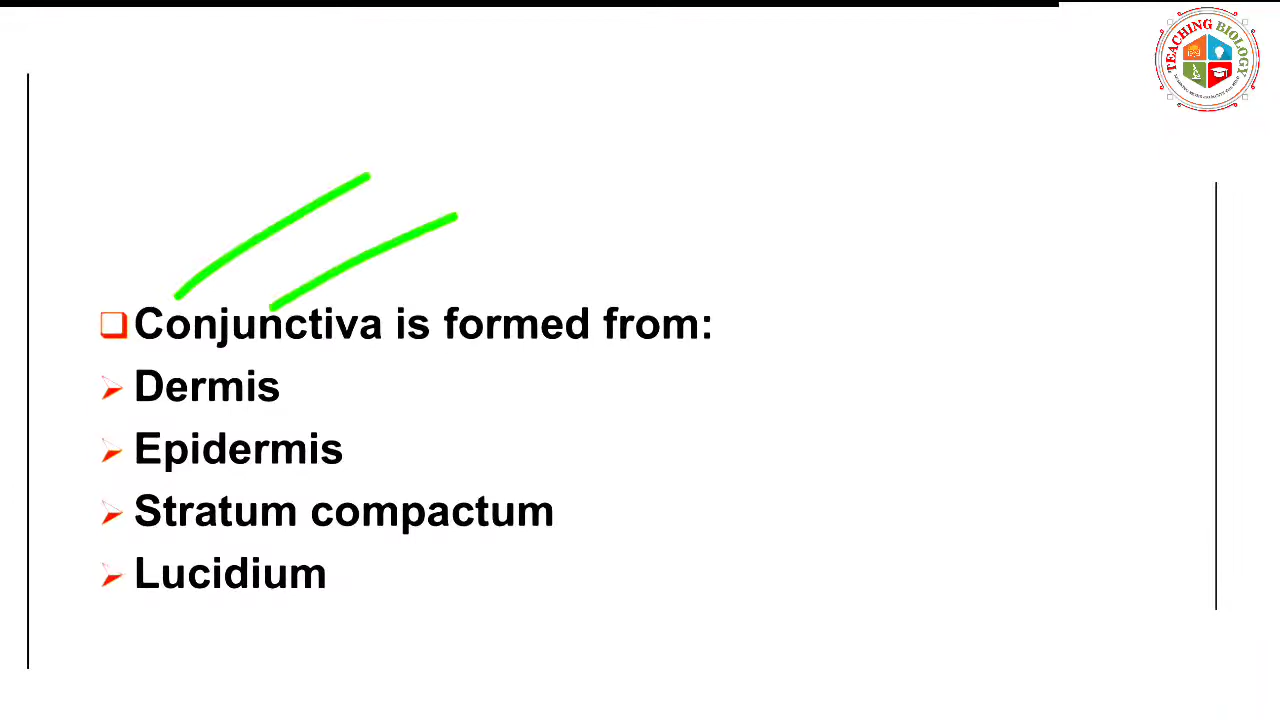 TEACHING BIOLOGY
Conjunctiva is formed from:
Dermis
Epidermis
Stratum compactum
Lucidium